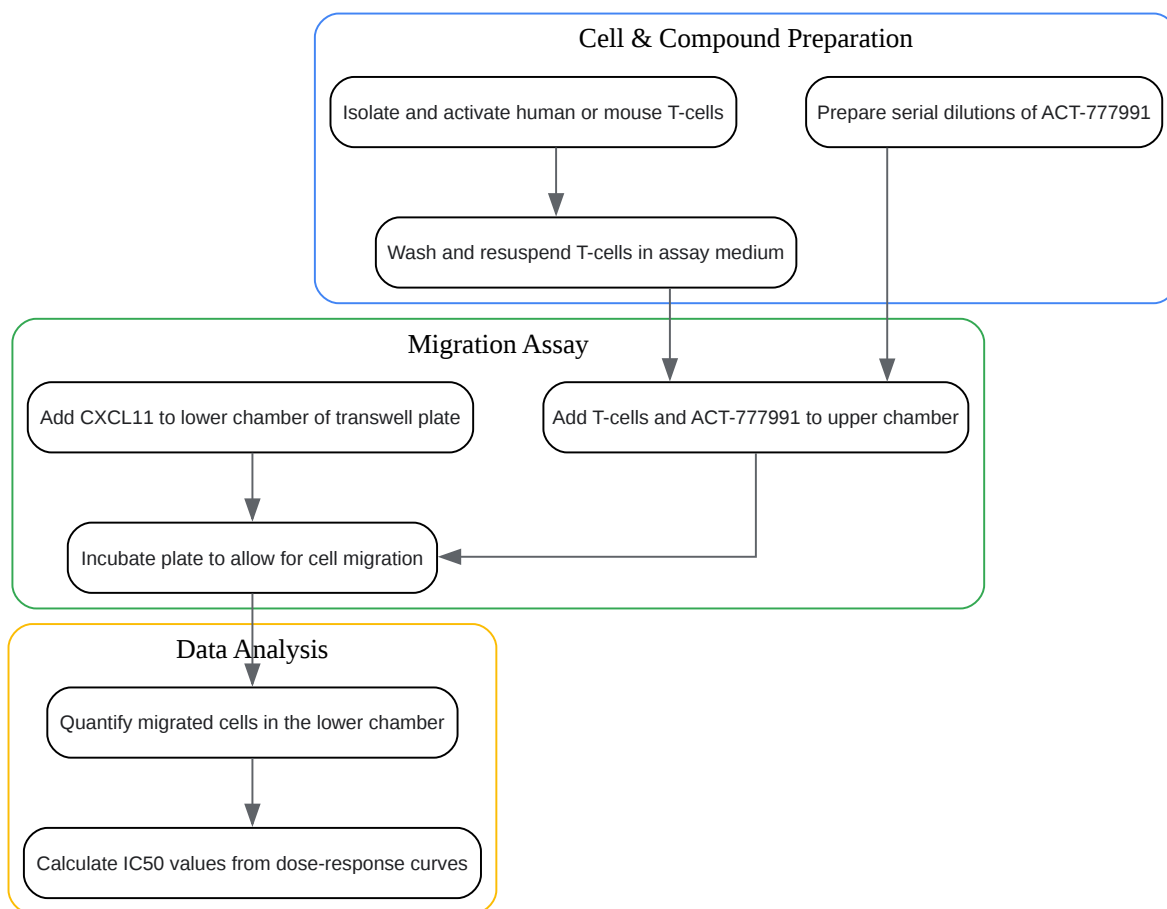 Cell & Compound Preparation
Isolate and activate human or mouse T-cells
Prepare serial dilutions of ACT-777991
Wash and resuspend T-cells in assay medium
Migration Assay
Add CXCL11 to lower chamber of transwell plate
Add T-cells and ACT-777991 to upper chamber
Incubate plate to allow for cell migration
Data Analysis
Quantify migrated cells in the lower chamber
Calculate IC50 values from dose-response curves